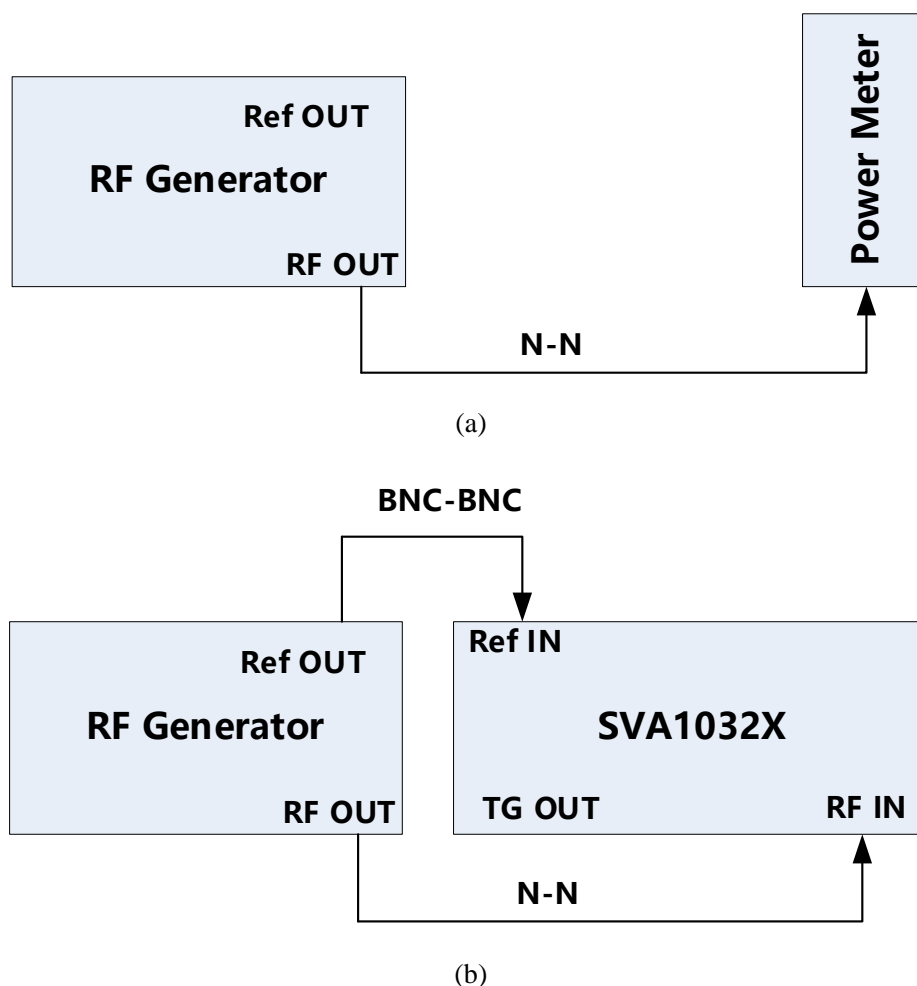 Ref OUT
RF Generator
RF OUT
Power Meter
N-N
(a)
BNC-BNC
Ref OUT
RF Generator
RF OUT
Ref IN
SVA1032X
TG OUT
RF IN
N-N
(b)